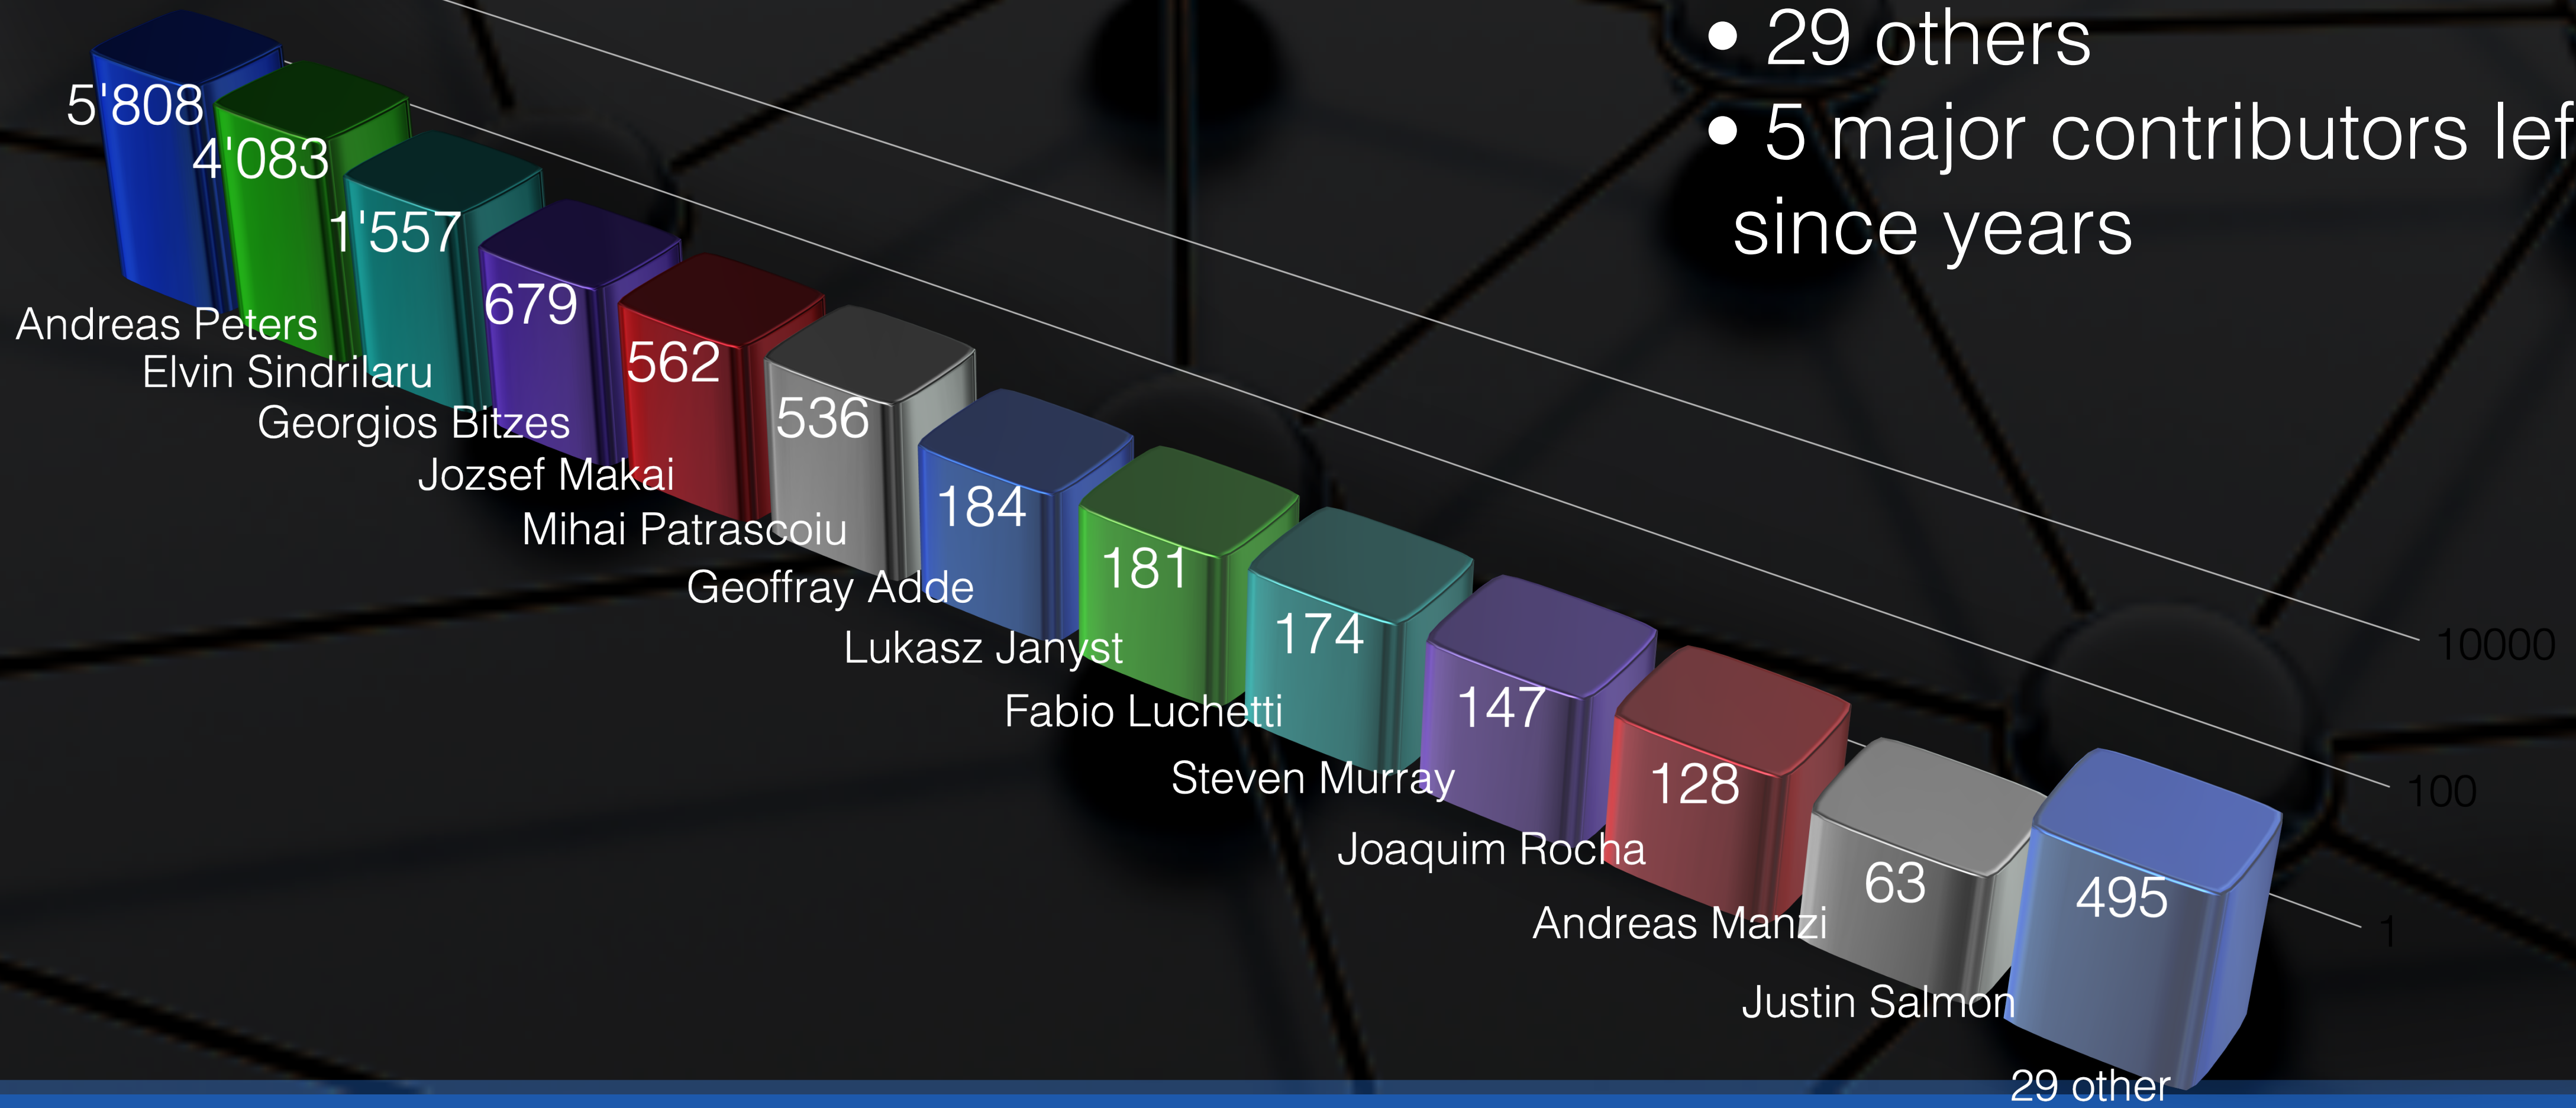 • 29 others
• 5 major contributors lef
since years
5'808
4'083
1'557
679
562
536
184
181
174
147
128
63
495
Andreas Peters
Elvin Sindrilaru
Georgios Bitzes
Jozsef Makai
Mihai Patrascoiu
Geoffray Adde
Lukasz Janyst
Fabio Luchetti
Steven Murray
Joaquim Rocha
Andreas Manzi
Justin Salmon
29 other
10000
100
1